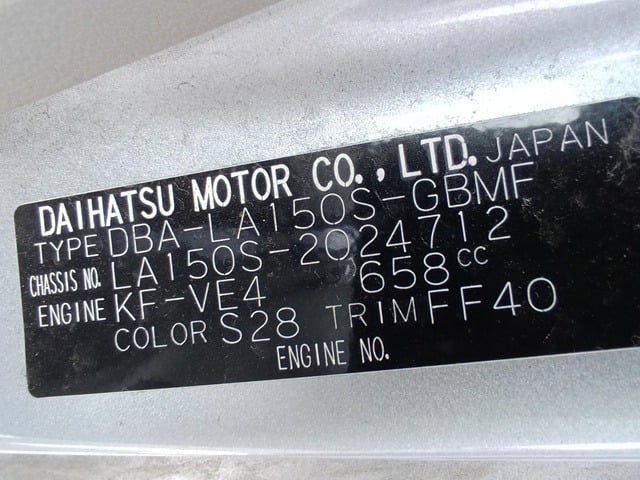 DAIHATSU MOTOR CO., LTD. JAPAN
TYPE DBA-LA150S-GBMF
CHASSIS NO. LA150S-2024712
ENGINE KF-VE4 658CC
COLOR S28 TRIM FF40
ENGINE NO.